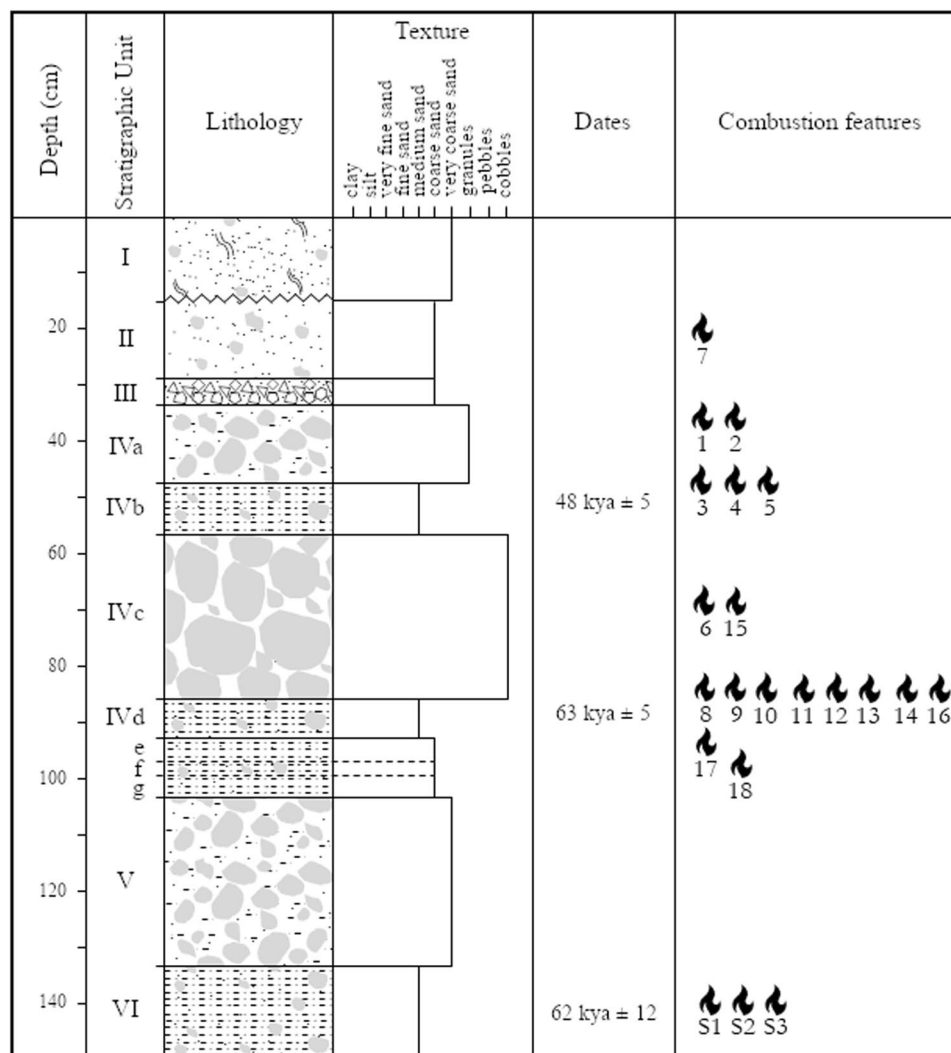 Depth (cm)
Stratigraphic Unit
Lithology
Texture
clay
silt
very fine sand
fine sand
medium sand
coarse sand
very coarse sand
granules
pebbles
cobbles
Dates
Combustion features
I
20
II
7
III
1 2
40
IVa
3 4 5
IVb
48 kya ± 5
60
IVc
6 15
80
8 9 10 11 12 13 14 16
IVd
63 kya ± 5
e
17
f
18
100
g
V
120
140
VI
62 kya ± 12
S1 S2 S3